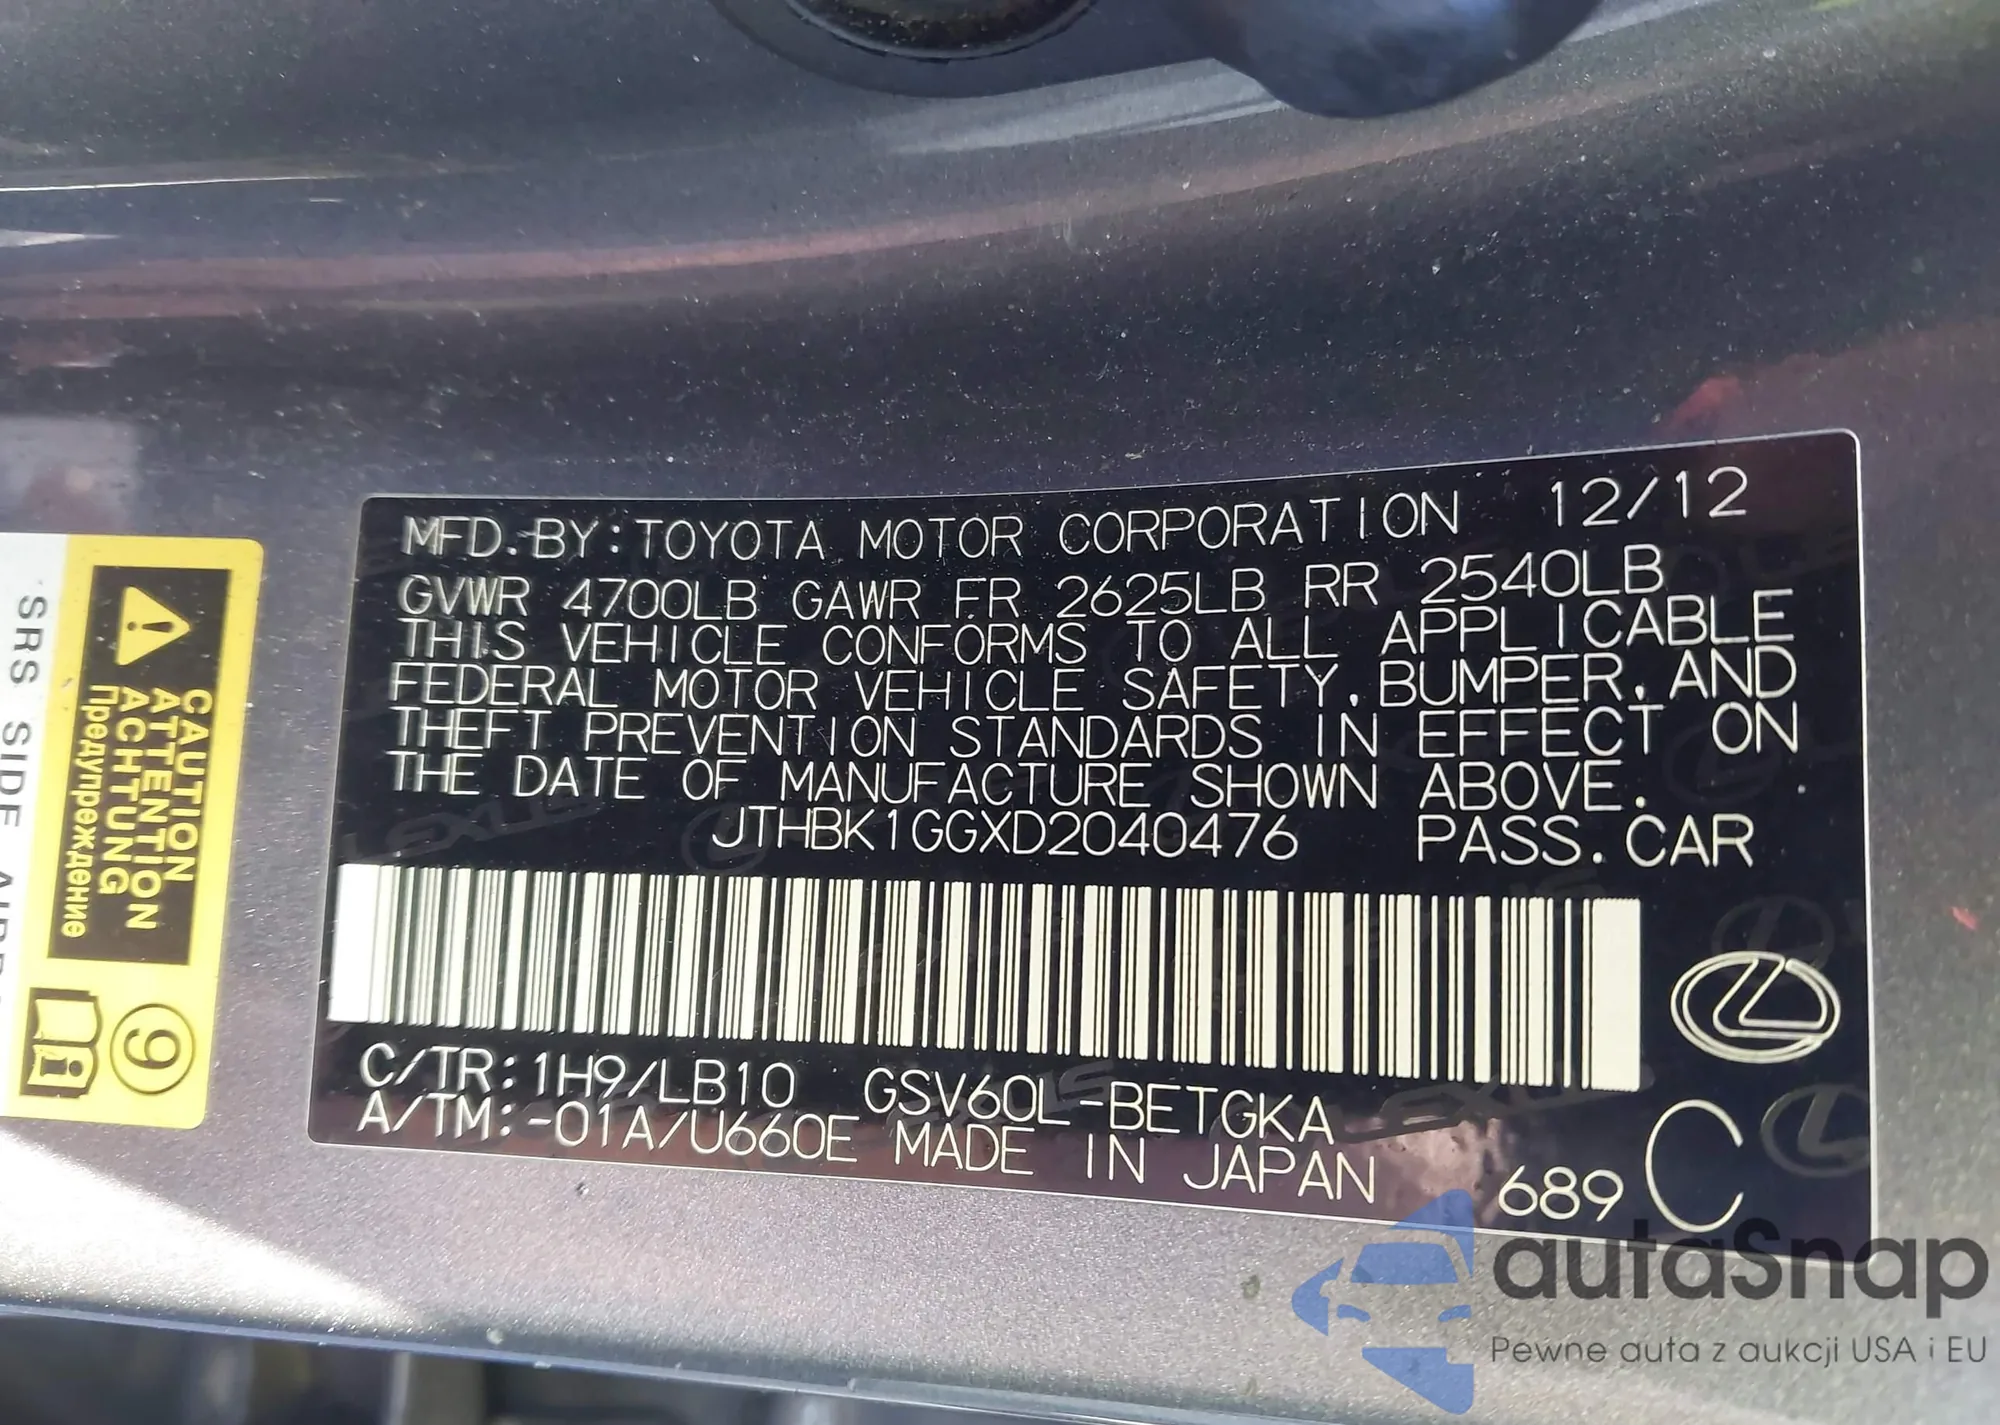 MFD. BY: TOYOTA MOTOR CORPORATION 12/12
GVWR 4700LB GAWR FR 2625LB RR 2540LB
THIS VEHICLE CONFORMS TO ALL APPLICABLE
FEDERAL MOTOR VEHICLE SAFETY, BUMPER, AND
THEFT PREVENTION STANDARDS IN EFFECT ON
THE DATE OF MANUFACTURE SHOWN ABOVE.
JTHBK1GGXD2040476 PASS. CAR
C/TR: 1H9/LB10 GSV60L-BETGKA
A/TM: -01A/U660E MADE IN JAPAN 689 C
CAUTION
ATTENTION
ACHTUNG
Предупреждение
9
SRS SIDE
autaSnap
Pewne auta z aukcji USA i EU